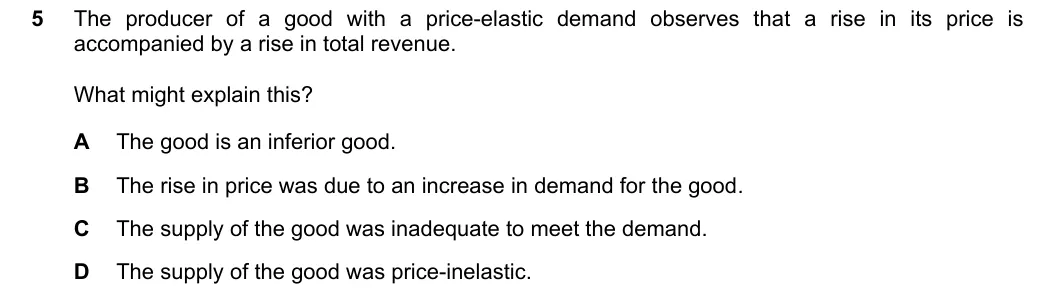 5 The producer of a good with a price-elastic demand observes that a rise in its price is
accompanied by a rise in total revenue.
What might explain this?
A The good is an inferior good.
B The rise in price was due to an increase in demand for the good.
C The supply of the good was inadequate to meet the demand.
D The supply of the good was price-inelastic.